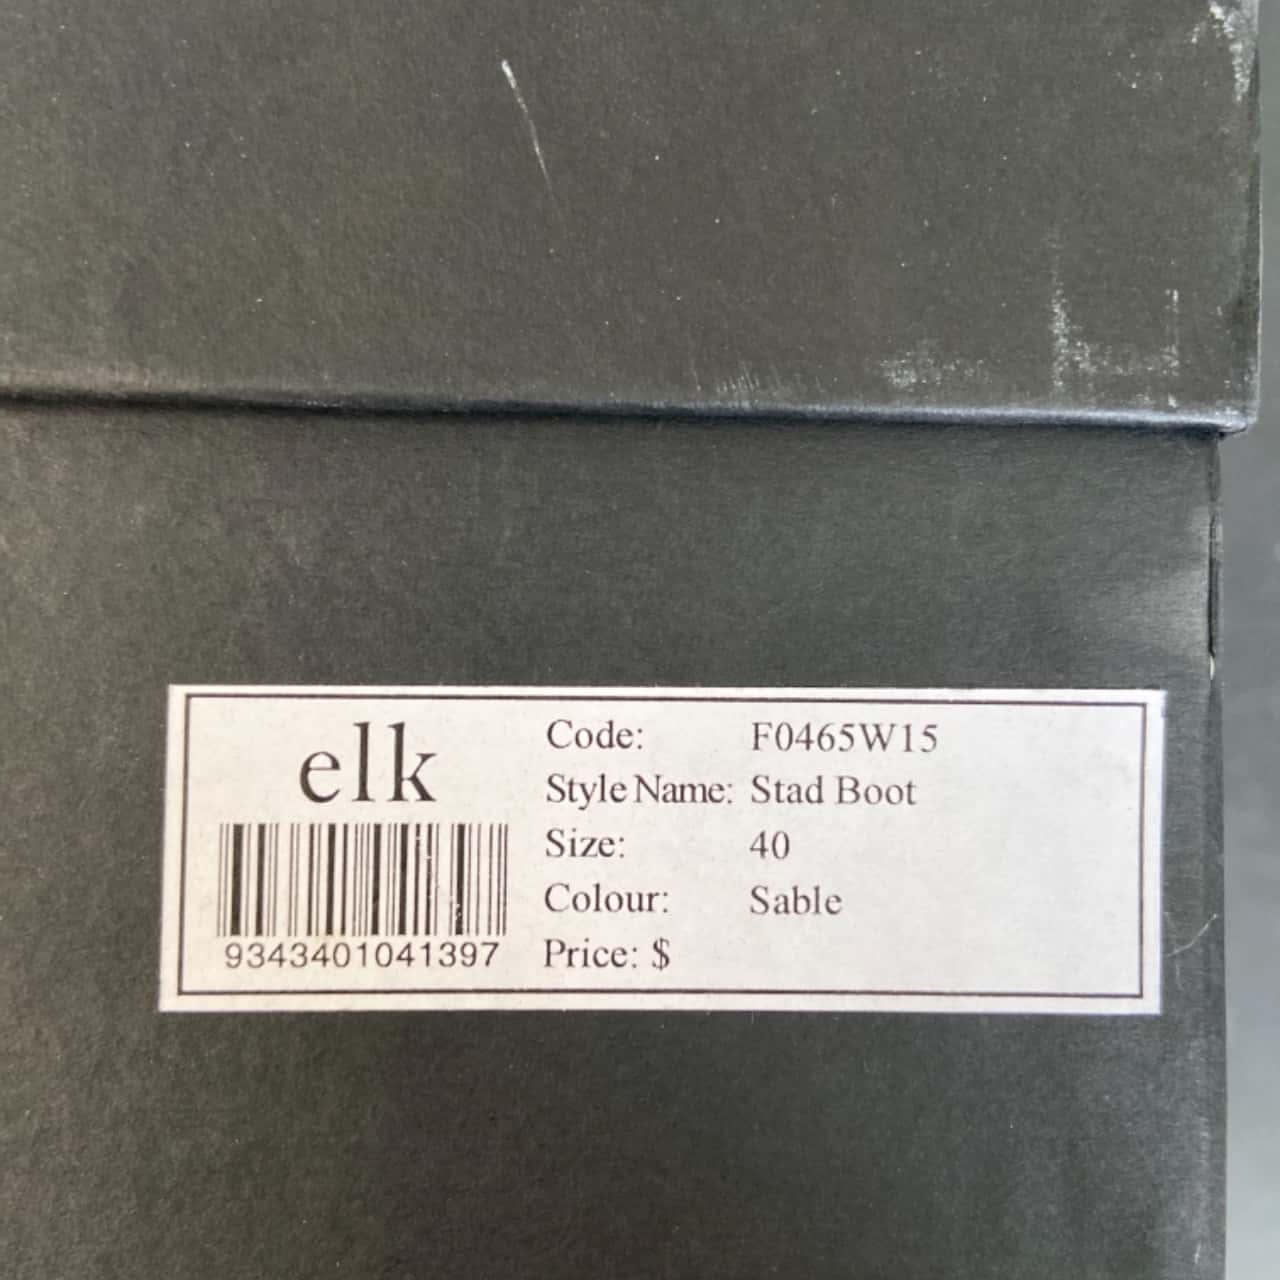 elk
9343401041397
Code: F0465W15
Style Name: Stad Boot
Size: 40
Colour: Sable
Price: $